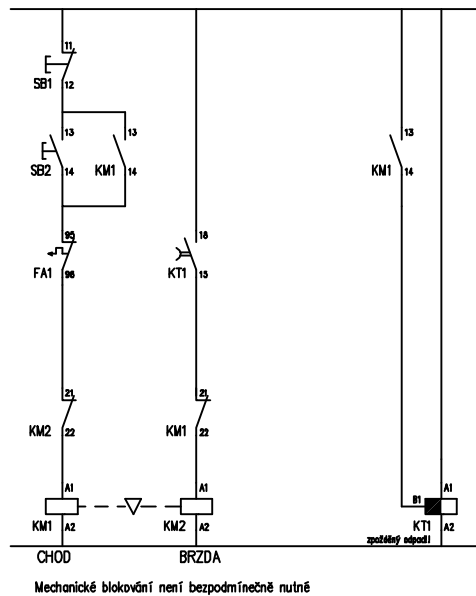 11
SB1
12
13
13
SB2
14
KM1
14
13
KM1
14
95
FA1
96
18
KT1
15
21
KM2
22
21
KM1
22
A1
KM1
A2
A1
KM2
A2
B1
A1
KT1
A2
zpožděný odpadli
CHOD
BRZDA
Mechanické blokování není bezpodmínečně nutné